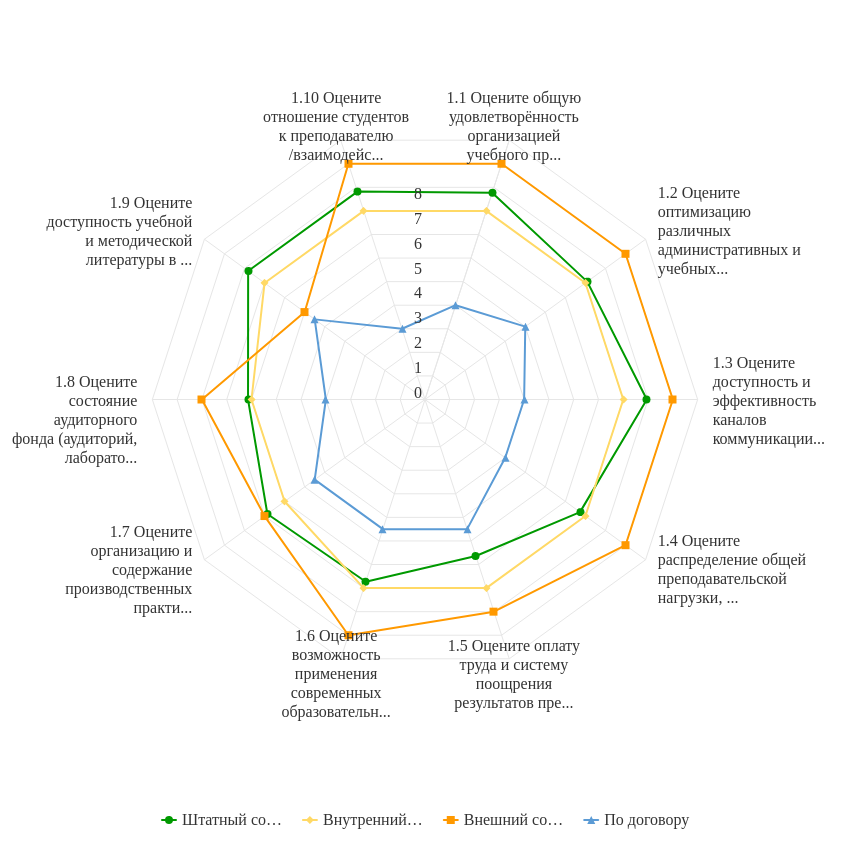 1.10 Оцените
отношение студентов
к преподавателю
/взаимодейс...
1.1 Оцените общую
удовлетворённость
организацией
учебного пр...
1.2 Оцените
оптимизацию
различных
административных и
учебных...
1.9 Оцените
доступность учебной
и методической
литературы в ...
8
7
6
5
4
3
2
1
0
1.3 Оцените
доступность и
эффективность
каналов
коммуникации...
1.8 Оцените
состояние
аудиторного
фонда (аудиторий,
лаборато...
1.4 Оцените
распределение общей
преподавательской
нагрузки, ...
1.7 Оцените
организацию и
содержание
производственных
практи...
1.6 Оцените
возможность
применения
современных
образовательн...
1.5 Оцените оплату
труда и систему
поощрения
результатов пре...
Штатный со… Внутренний… Внешний со… По договору